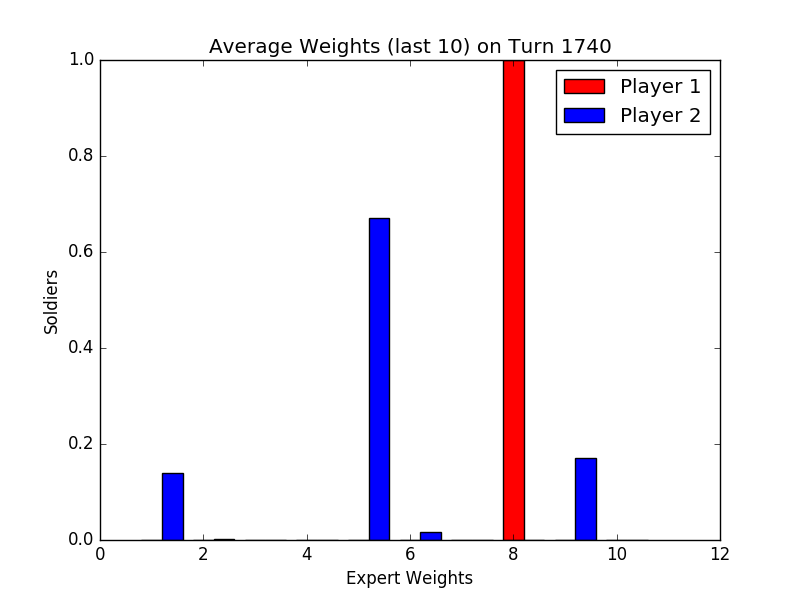 Average Weights (last 10) on Turn 1740
1.0
0.8
0.6
0.4
0.2
0.0
Soldiers
Player 1
Player 2
0 2 4 6 8 10 12
Expert Weights